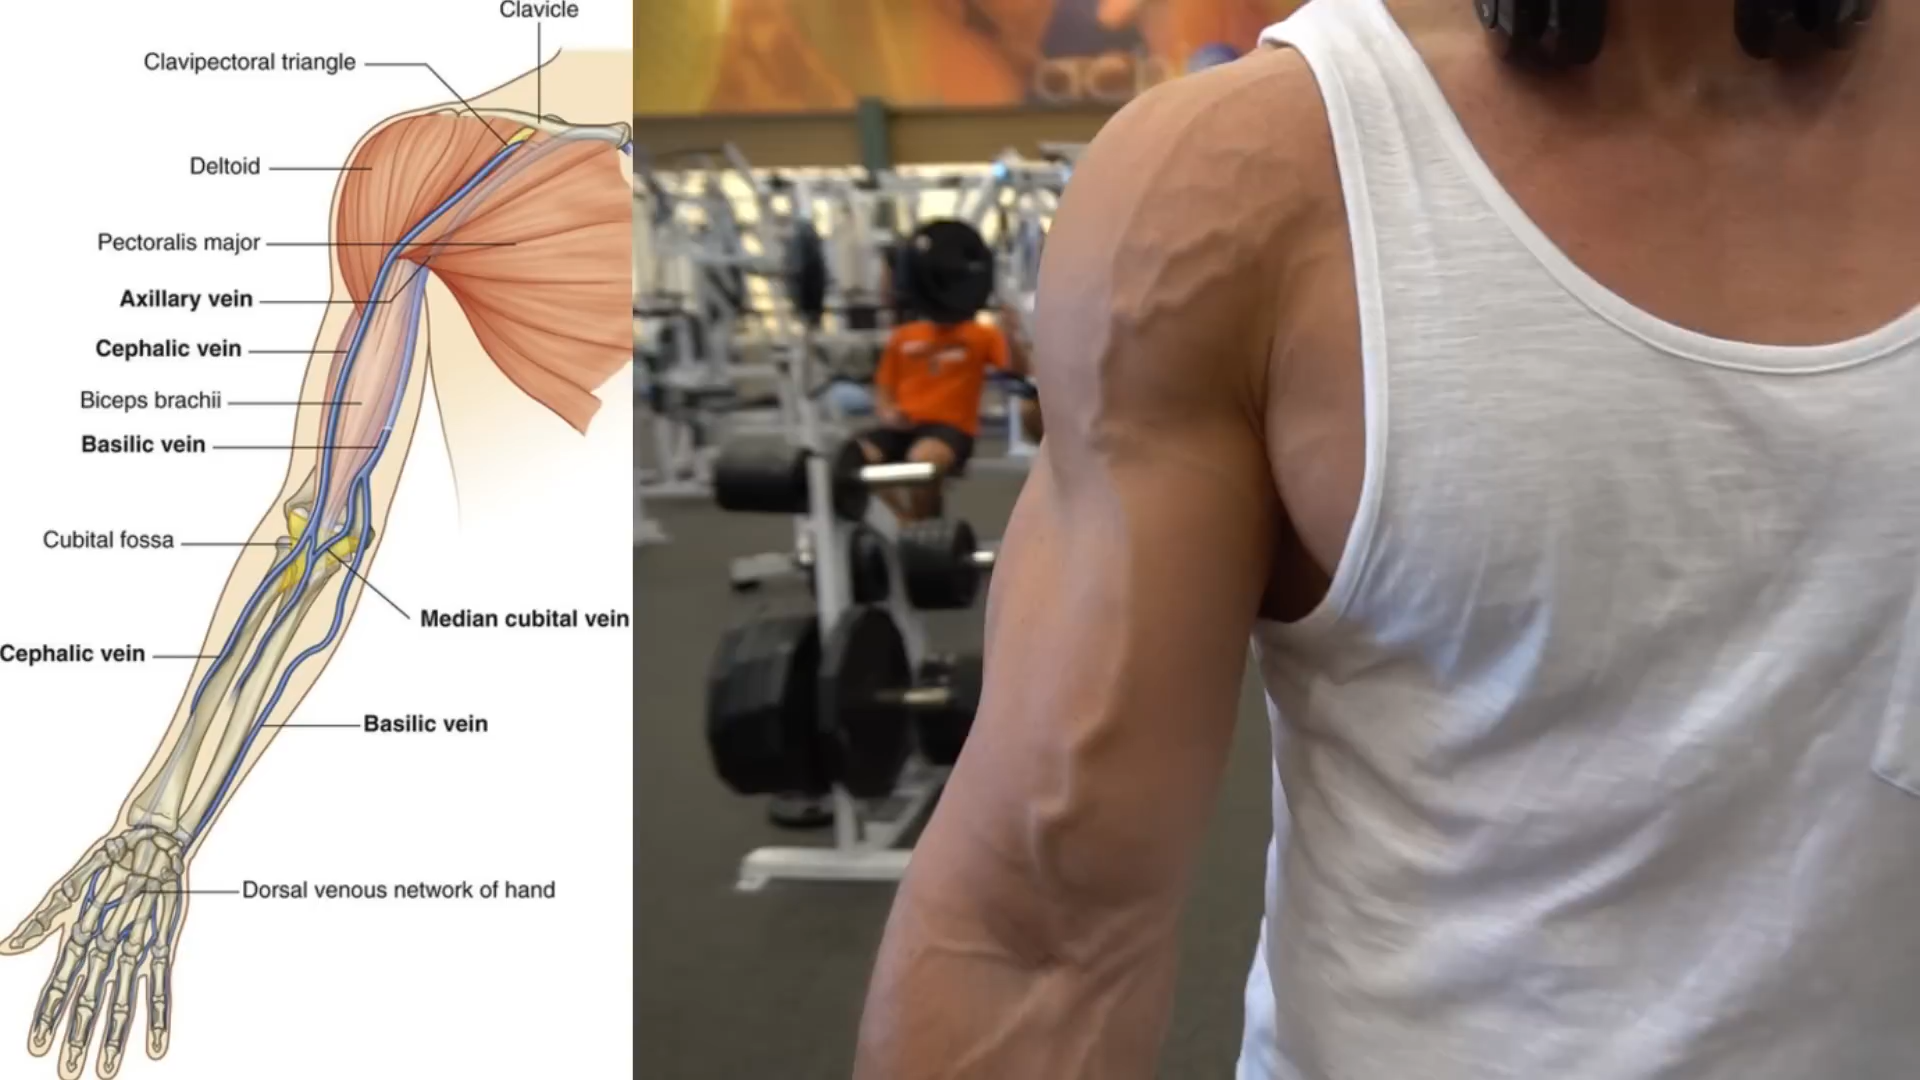 Clavicle
Clavipectoral triangle
Deltoid
Pectoralis major
Axillary vein
Cephalic vein
Biceps brachii
Basilic vein
Cubital fossa
Median cubital vein
Cephalic vein
Basilic vein
Dorsal venous network of hand